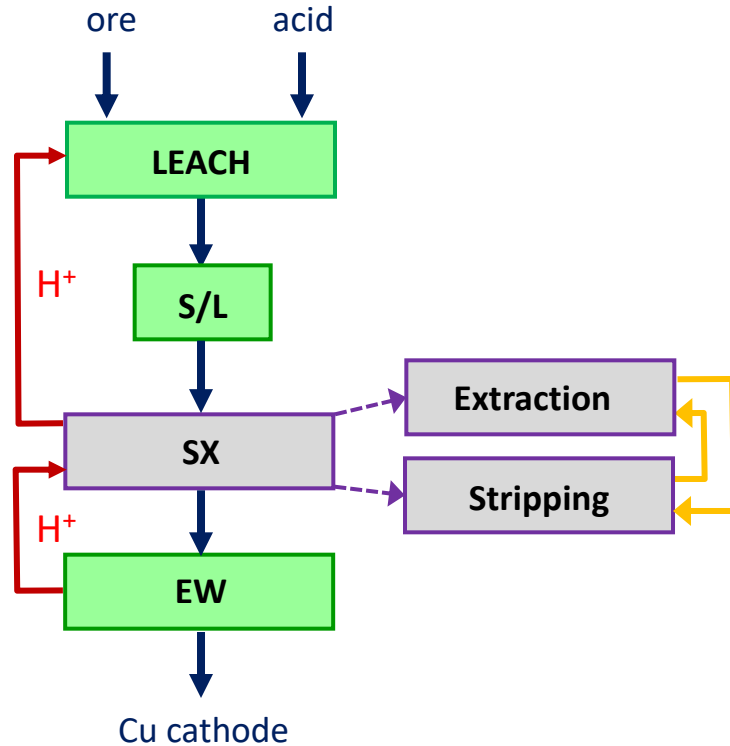 ore
acid
LEACH
H⁺
S/L
Extraction
SX
Stripping
H⁺
EW
Cu cathode